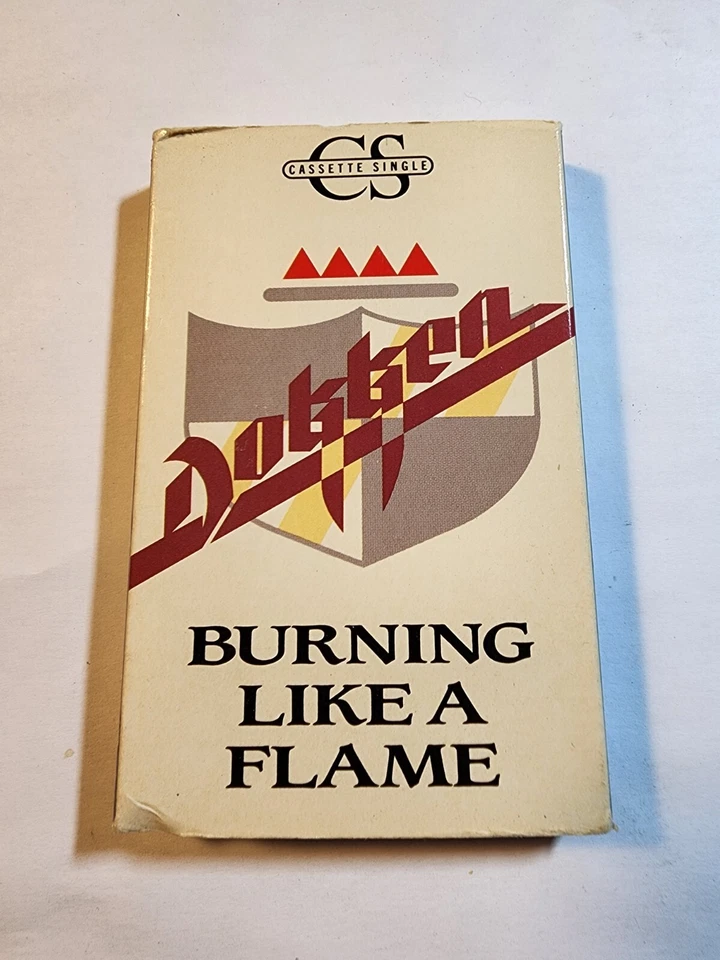 CS
CASSETTE SINGLE
Dokken
BURNING
LIKE A
FLAME